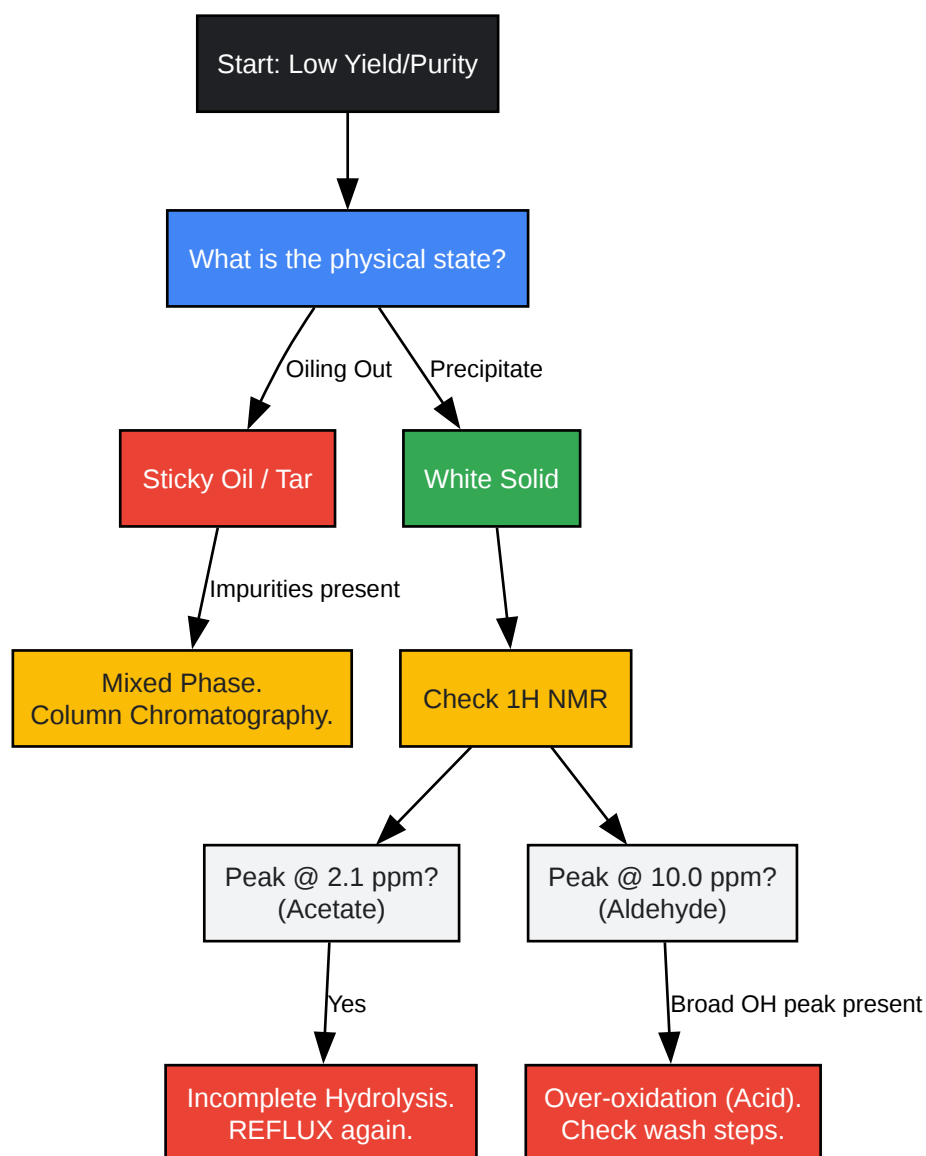 Start: Low Yield/Purity
What is the physical state?
Oiling Out
Precipitate
Sticky Oil / Tar
White Solid
Impurities present
Mixed Phase.
Column Chromatography.
Check 1H NMR
Peak @ 2.1 ppm?
(Acetate)
Peak @ 10.0 ppm?
(Aldehyde)
Yes
Broad OH peak present
Incomplete Hydrolysis.
REFLUX again.
Over-oxidation (Acid).
Check wash steps.